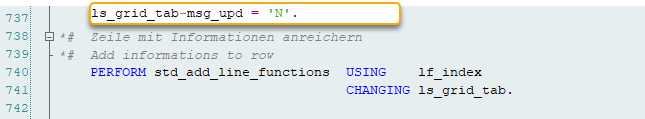 737 ls_grid_tab-msg_upd = 'N'.
738 *# Zeile mit Informationen anreichern
739 *# Add informations to row
740 PERFORM std_add_line_functions USING lf_index
741 CHANGING ls_grid_tab.
742